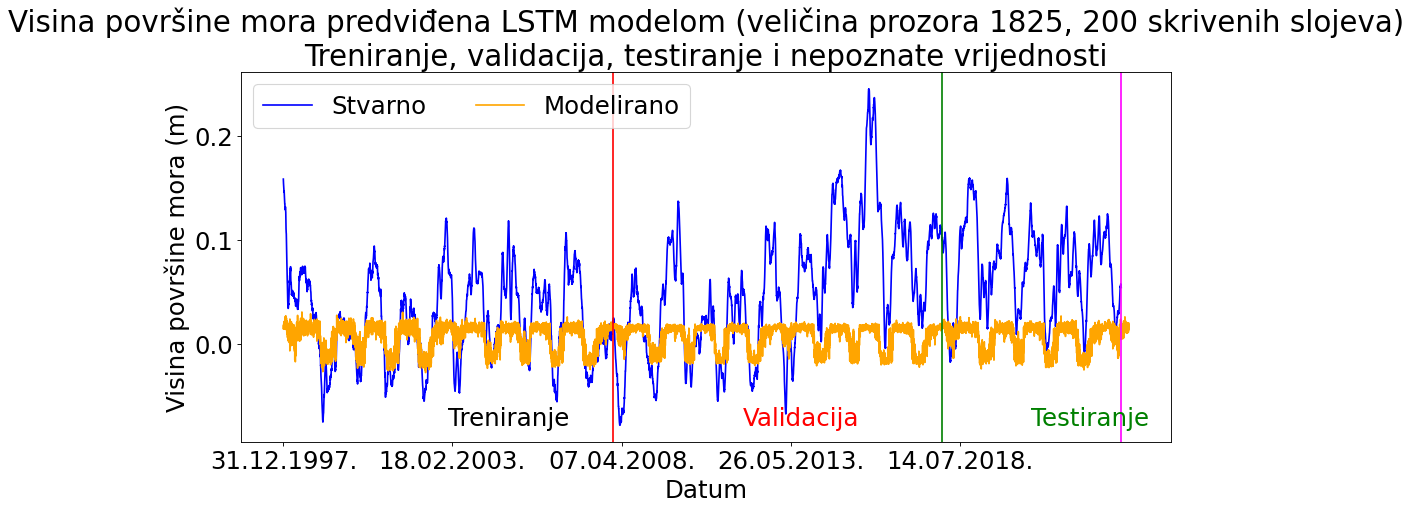 Visina površine mora predviđena LSTM modelom (veličina prozora 1825, 200 skrivenih slojeva)
Treniranje, validacija, testiranje i nepoznate vrijednosti
Stvarno Modelirano
Visina površine mora (m)
0.2
0.1
0.0
Treniranje Validacija Testiranje
31.12.1997. 18.02.2003. 07.04.2008. 26.05.2013. 14.07.2018.
Datum